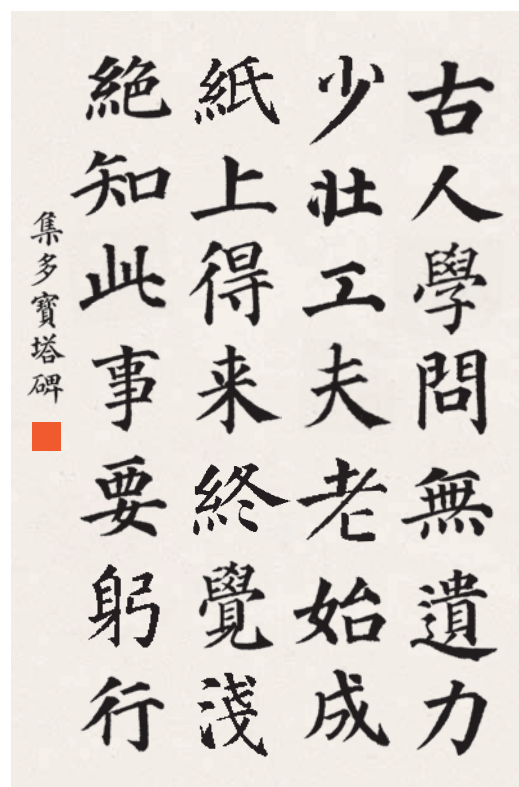 古人學問無遺力
少壯工夫老始成
紙上得来終覺淺
絕知此事要躬行
集多寶塔碑